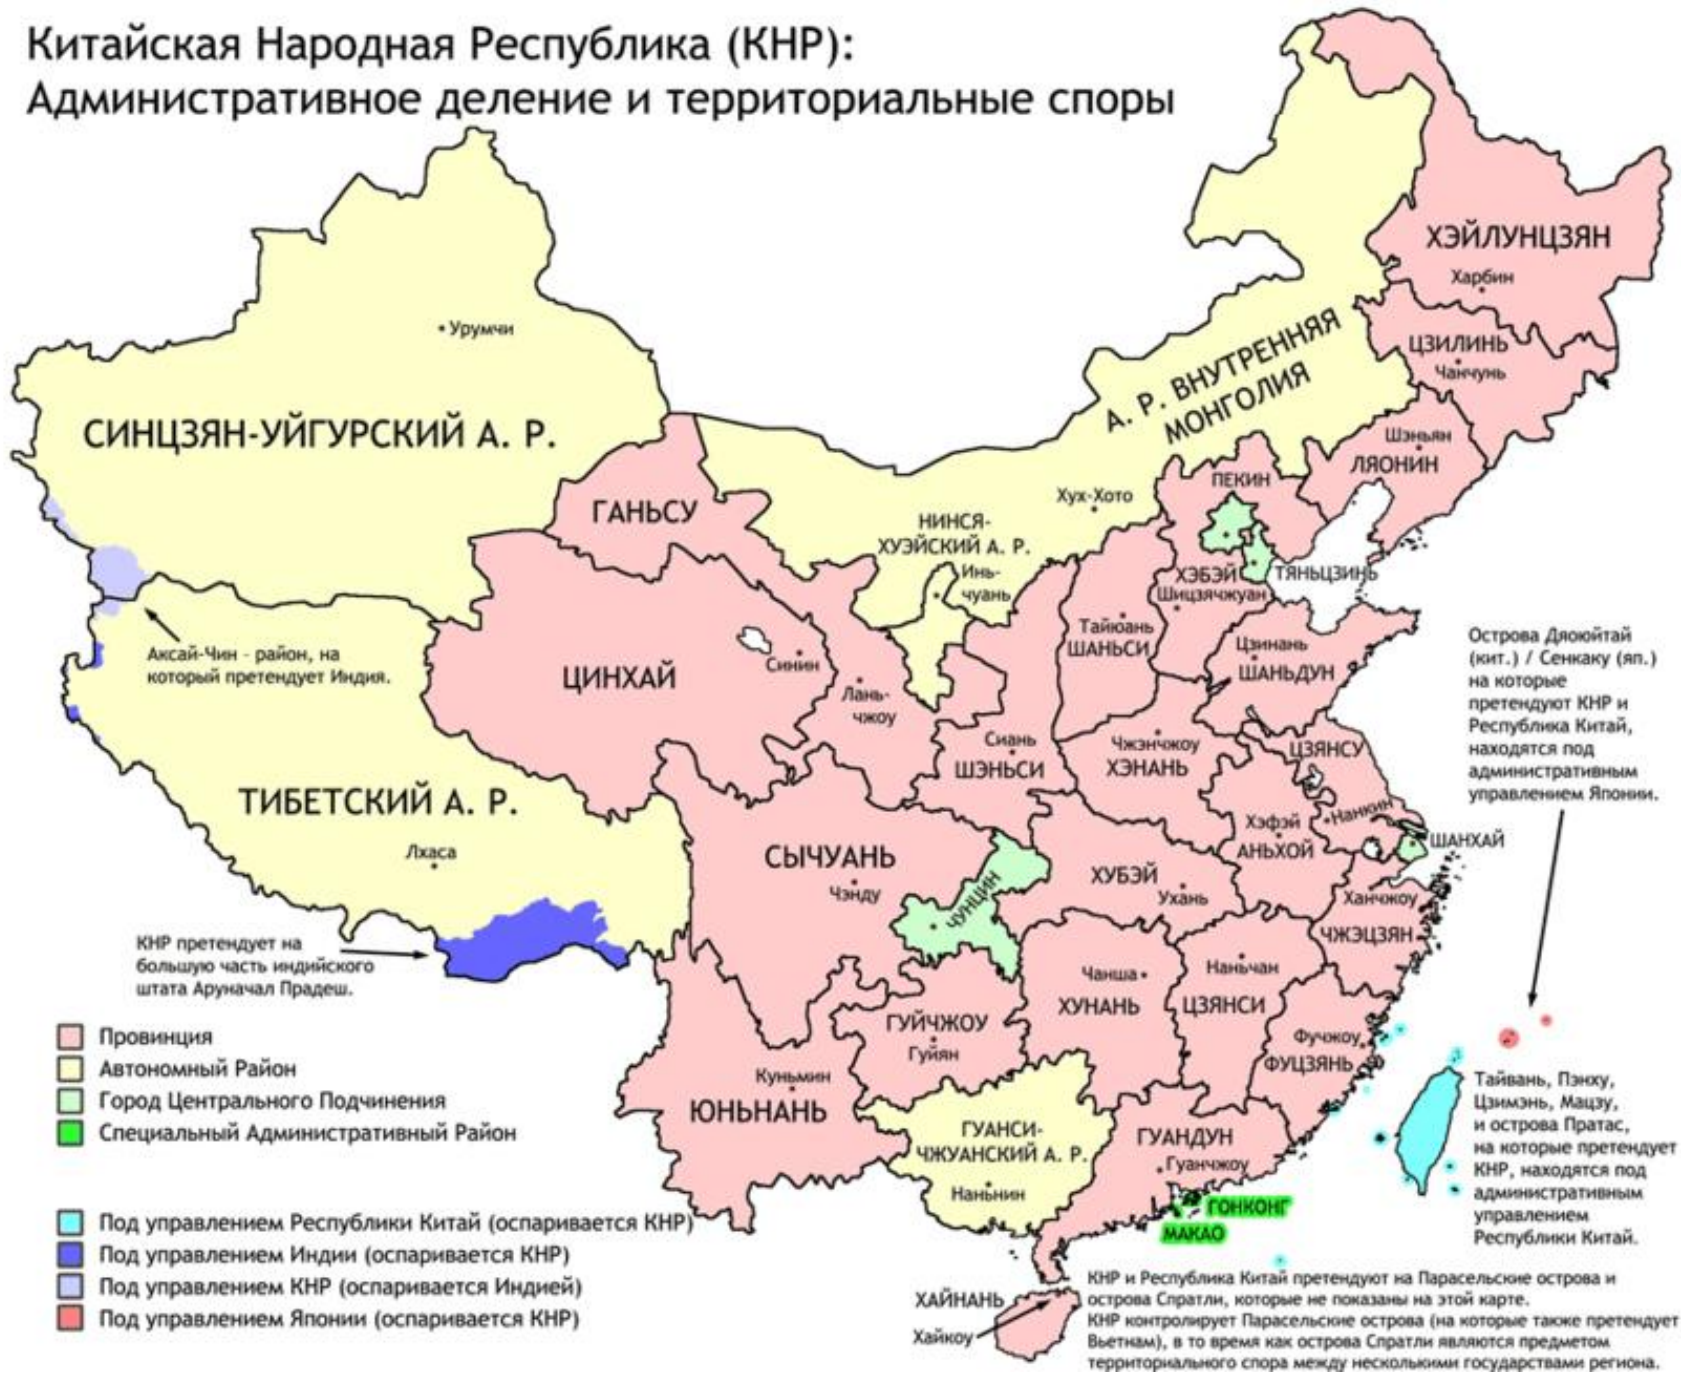 Китайская Народная Республика (КНР):
Административное деление и территориальные споры
ХЭЙЛУНЦЗЯН
Харбин
Урумчи
ЦЗИЛИНЬ
Чанчунь
А. Р. ВНУТРЕННЯЯ
МОНГОЛИЯ
СИНЦЗЯН-УЙГУРСКИЙ А. Р.
Шэньян
ЛЯОНИН
ПЕКИН
Хух-Хото
ГАНЬСУ
НИНСЯ-
ХУЭЙСКИЙ А. Р.
Инь-
чуань
ХЭБЭЙ
ТЯНЬЦЗИНЬ
Шицзячжуан
Тайюань
ШАНЬСИ
Цзинань
ШАНЬДУН
Аксай-Чин – район, на
который претендует Индия.
ЦИНХАЙ
Синин
Лань-
чжоу
Острова Дяоюйтай
(кит.) / Сенкаку (яп.)
на которые
претендуют КНР и
Республика Китай,
находятся под
административным
управлением Японии.
Сиань
ШЭНЬСИ
Чжэнчжоу
ХЭНАНЬ
ЦЗЯНСУ
Нанкин
ТИБЕТСКИЙ А. Р.
Лхаса
Хэфэй
АНЬХОЙ
ШАНХАЙ
СЫЧУАНЬ
Чэнду
ЧУНЦИН
ХУБЭЙ
Ухань
Ханчжоу
ЧЖЭЦЗЯН
КНР претендует на
большую часть индийского
штата Аруначал Прадеш.
Чанша
ХУНАНЬ
Наньчан
ЦЗЯНСИ
ГУЙЧЖОУ
Гуйян
Фучжоу
ФУЦЗЯНЬ
Куньмин
ЮНЬНАНЬ
Тайвань, Пэнху,
Цзимэнь, Мацзу,
и острова Пратас,
на которые претендует
КНР, находятся под
административным
управлением
Республики Китай.
ГУАНСИ-
ЧЖУАНСКИЙ А. Р.
Наньнин
ГУАНДУН
Гуанчжоу
ГОНКОНГ
МАКАО
Провинция
Автономный Район
Город Центрального Подчинения
Специальный Административный Район
Под управлением Республики Китай (оспаривается КНР)
Под управлением Индии (оспаривается КНР)
Под управлением КНР (оспаривается Индией)
Под управлением Японии (оспаривается КНР)
ХАЙНАНЬ
Хайкоу
КНР и Республика Китай претендуют на Парасельские острова и
острова Спратли, которые не показаны на этой карте.
КНР контролирует Парасельские острова (на которые также претендует
Вьетнам), в то время как острова Спратли являются предметом
территориального спора между несколькими государствами региона.